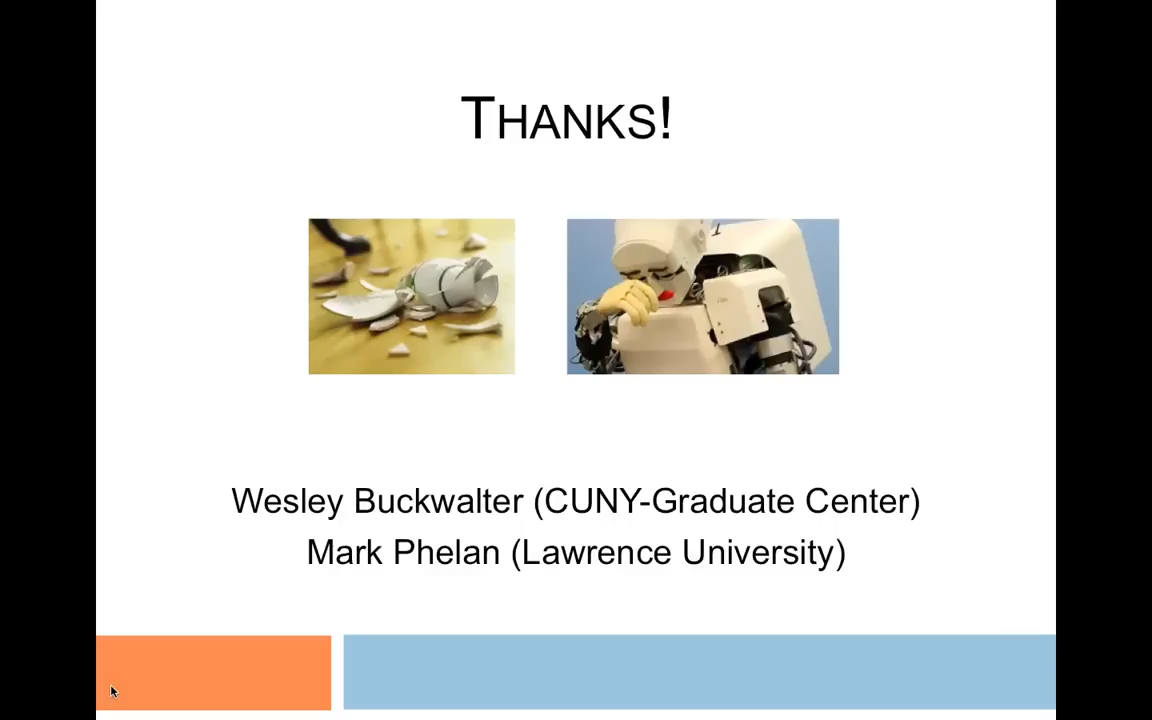 THANKS!
Wesley Buckwalter (CUNY-Graduate Center)
Mark Phelan (Lawrence University)